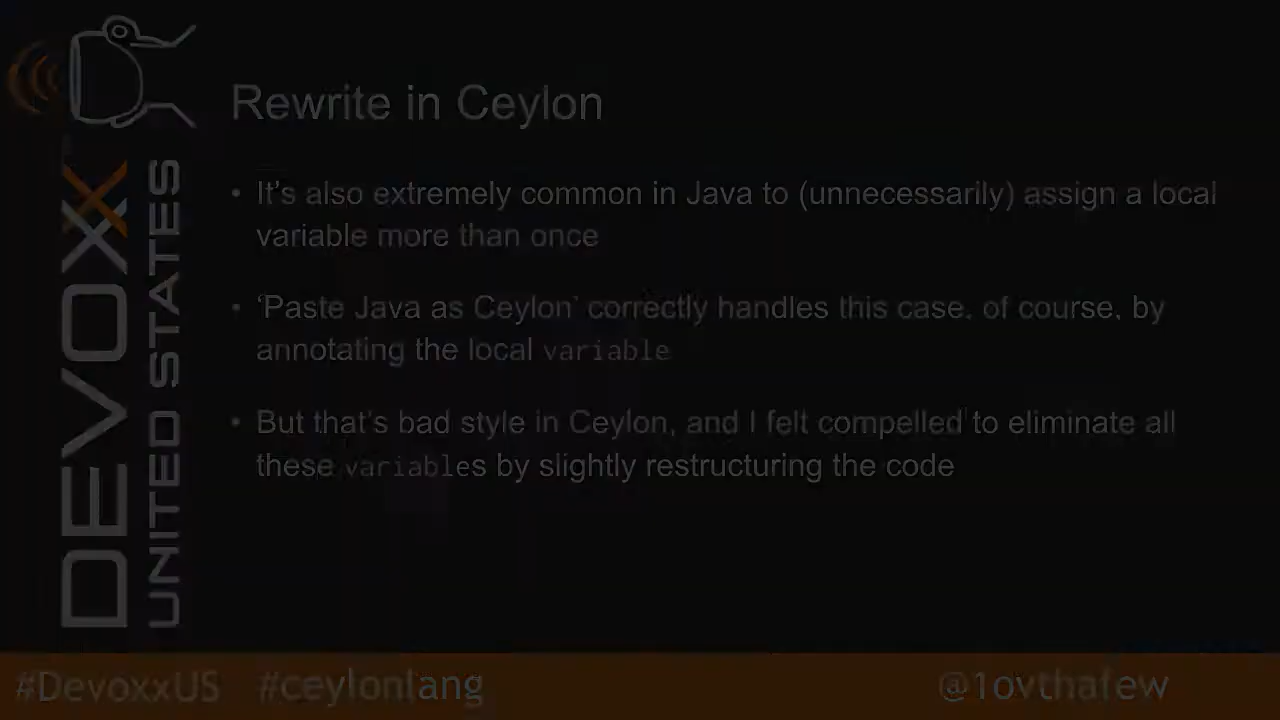 Rewrite in Ceylon
• It's also extremely common in Java to (unnecessarily) assign a local
variable more than once
• ‘Paste Java as Ceylon’ correctly handles this case, of course, by
annotating the local variable
• But that's bad style in Ceylon, and I felt compelled to eliminate all
these variables by slightly restructuring the code
DEVOXX
UNITED STATES
#DevoxxUS #ceylonlang @1ovthafew